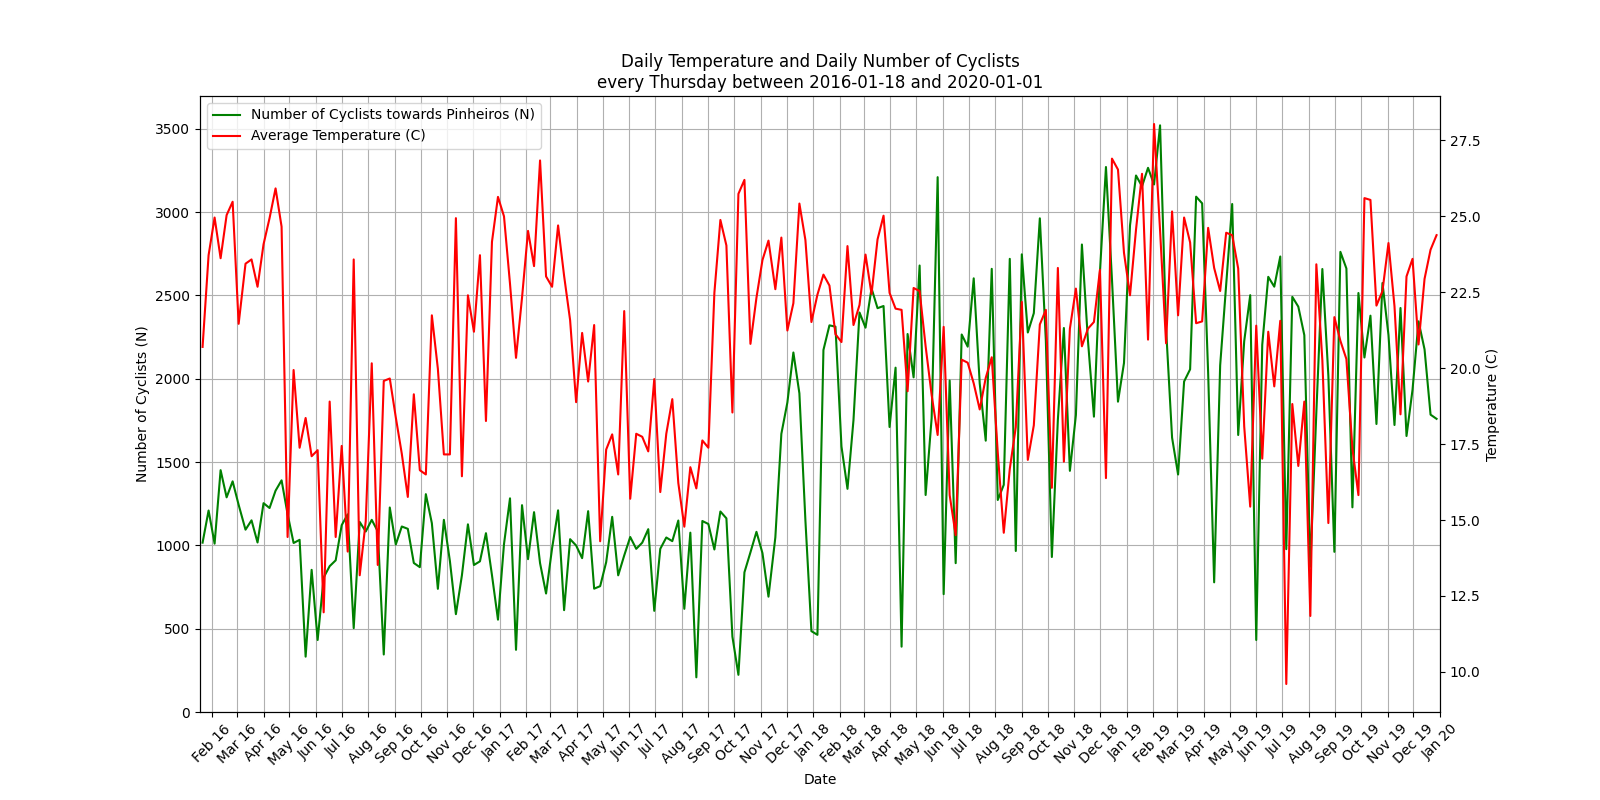 Daily Temperature and Daily Number of Cyclists
every Thursday between 2016-01-18 and 2020-01-01
Number of Cyclists towards Pinheiros (N)
Average Temperature (C)
Number of Cyclists (N)
3500
3000
2500
2000
1500
1000
500
0
27.5
25.0
22.5
20.0
17.5
15.0
12.5
10.0
Temperature (C)
Feb 16 Mar 16 Apr 16 May 16 Jun 16 Jul 16 Aug 16 Sep 16 Oct 16 Nov 16 Dec 16 Jan 17 Feb 17 Mar 17 Apr 17 May 17 Jun 17 Jul 17 Aug 17 Sep 17 Oct 17 Nov 17 Dec 17 Jan 18 Feb 18 Mar 18 Apr 18 May 18 Jun 18 Jul 18 Aug 18 Sep 18 Oct 18 Nov 18 Dec 18 Jan 19 Feb 19 Mar 19 Apr 19 May 19 Jun 19 Jul 19 Aug 19 Sep 19 Oct 19 Nov 19 Dec 19 Jan 20
Date